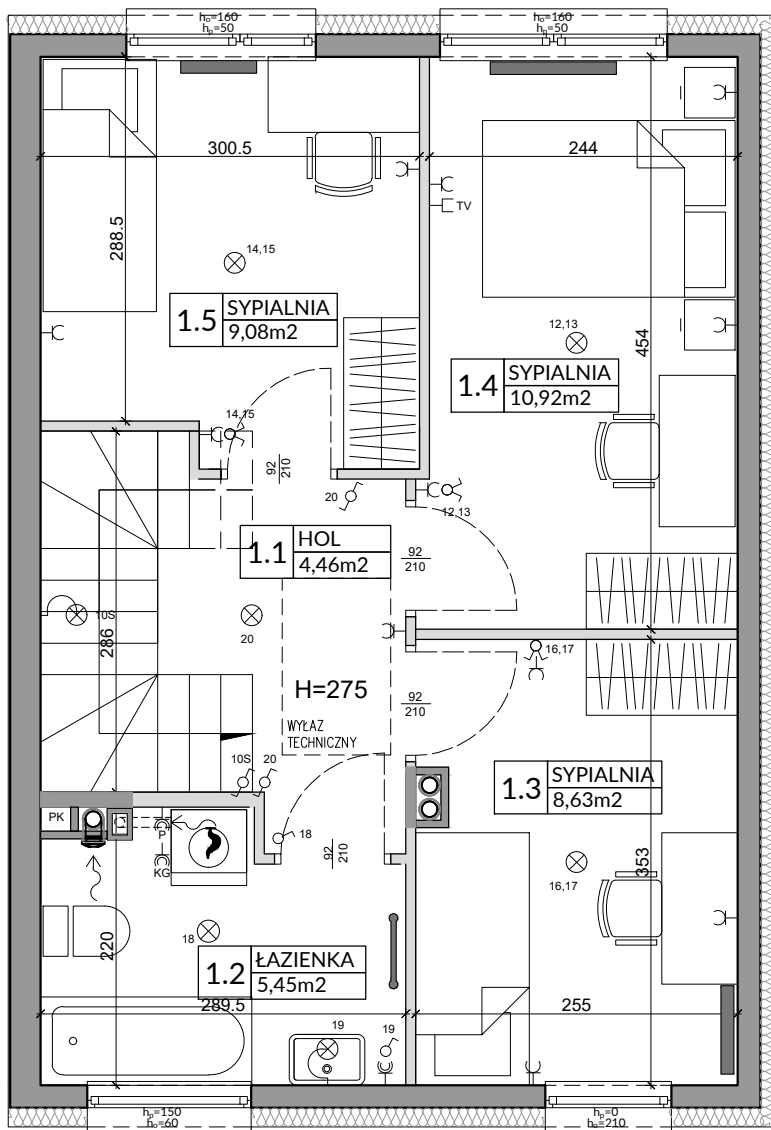 hₒ=160
hₚ=50
hₒ=160
hₚ=50
300.5
244
TV
288.5
14,15
1.5
SYPIALNIA
9,08m2
12,13
454
1.4
SYPIALNIA
10,92m2
14,15
92
210
20
12,13
1.1
HOL
4,46m2
92
210
10S
20
286
16,17
H=275
92
210
WYŁAZ
TECHNICZNY
10S
20
1.3
SYPIALNIA
8,63m2
PK
P
18
92
210
KG
353
16,17
18
220
1.2
ŁAZIENKA
5,45m2
289.5
255
19
19
hₚ=150
hₒ=60
hₚ=0
hₒ=210